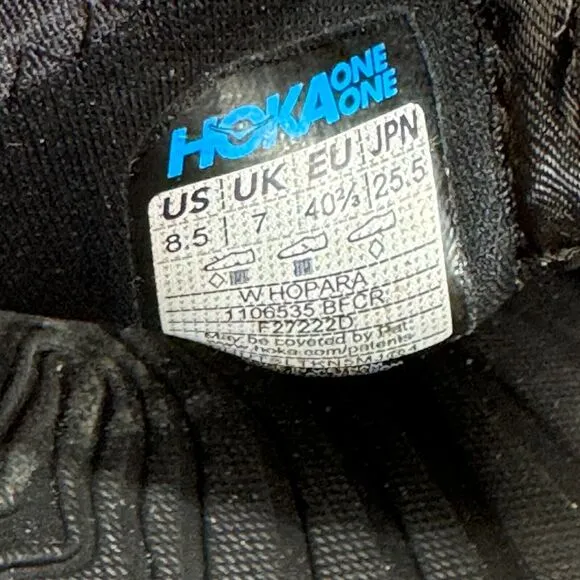 HOKA ONE ONE
US UK EU JPN
8.5 7 40⅔ 25.5
W HOPARA
1106535 BFCR
F27222D
May be covered by Pat.
hoka.com/patents